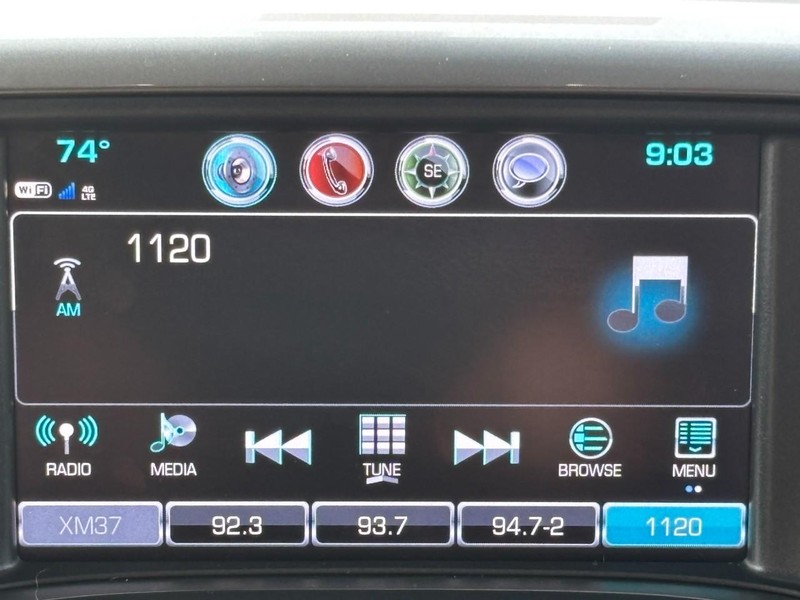 74°
SE
9:03
WiFi
4G
LTE
1120
AM
RADIO
MEDIA
TUNE
BROWSE
MENU
XM37
92.3
93.7
94.7-2
1120